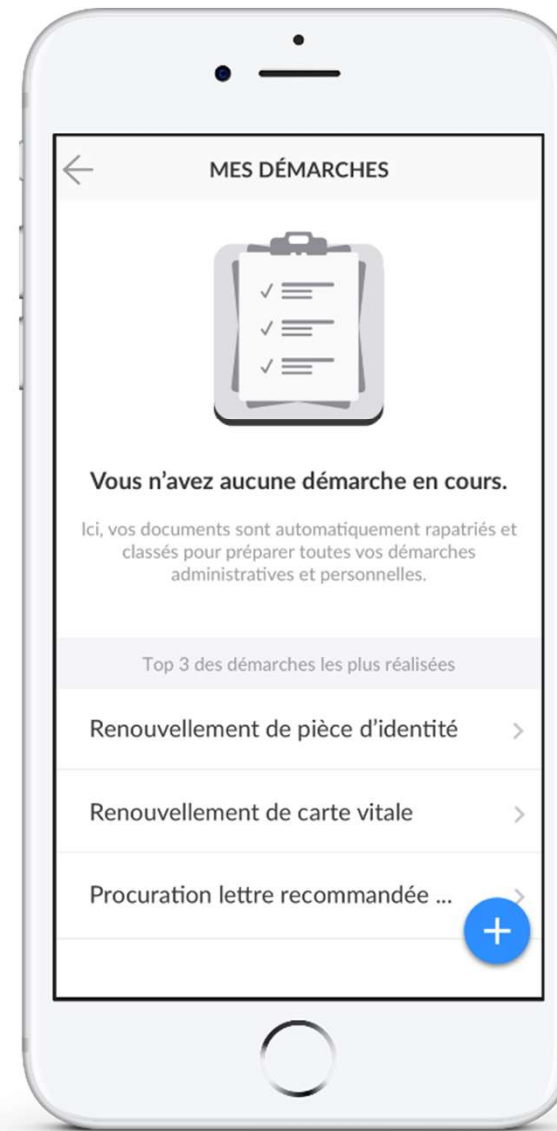 MES DÉMARCHES
Vous n’avez aucune démarche en cours.
Ici, vos documents sont automatiquement rapatriés et
classés pour préparer toutes vos démarches
administratives et personnelles.
Top 3 des démarches les plus réalisées
Renouvellement de pièce d’identité
Renouvellement de carte vitale
Procuration lettre recommandée ...